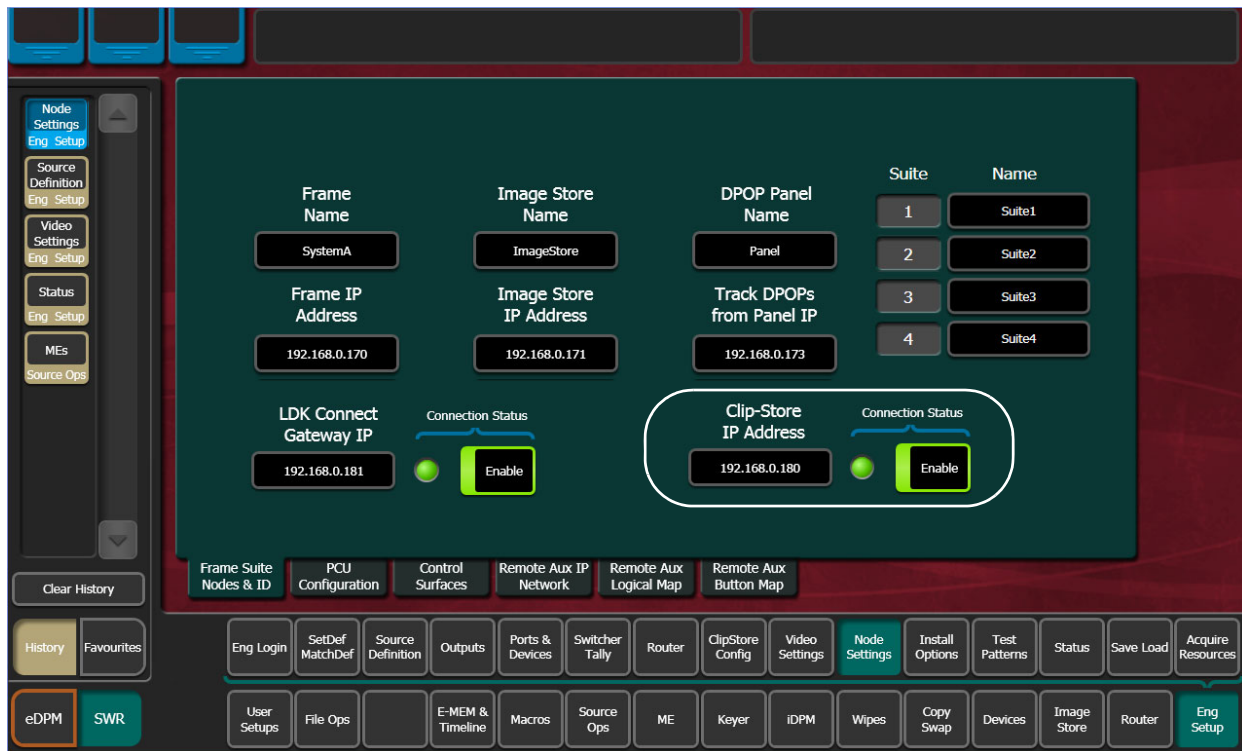 Node
Settings
Eng Setup
Source
Definition
Eng Setup
Video
Settings
Eng Setup
Status
Eng Setup
MEs
Source Ops
Clear History
History
Favourites
eDPM
SWR
Frame
Name
SystemA
Image Store
Name
ImageStore
DPOP Panel
Name
Panel
Suite
Name
1
Suite1
2
Suite2
3
Suite3
4
Suite4
Frame IP
Address
192.168.0.170
Image Store
IP Address
192.168.0.171
Track DPOPs
from Panel IP
192.168.0.173
LDK Connect
Gateway IP
192.168.0.181
Connection Status
Enable
Clip-Store
IP Address
192.168.0.180
Connection Status
Enable
Frame Suite
Nodes & ID
PCU
Configuration
Control
Surfaces
Remote Aux IP
Network
Remote Aux
Logical Map
Remote Aux
Button Map
Eng Login
SetDef
MatchDef
Source
Definition
Outputs
Ports &
Devices
Switcher
Tally
Router
ClipStore
Config
Video
Settings
Node
Settings
Install
Options
Test
Patterns
Status
Save Load
Acquire
Resources
User
Setups
File Ops
E-MEM &
Timeline
Macros
Source
Ops
ME
Keyer
iDPM
Wipes
Copy
Swap
Devices
Image
Store
Router
Eng
Setup